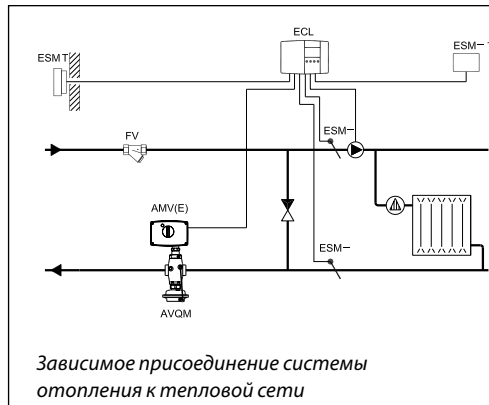 ECL
ESM T
ESM– T
FV
ESM–
AMV(E)
ESM–
AVQM
Зависимое присоединение системы
отопления к тепловой сети